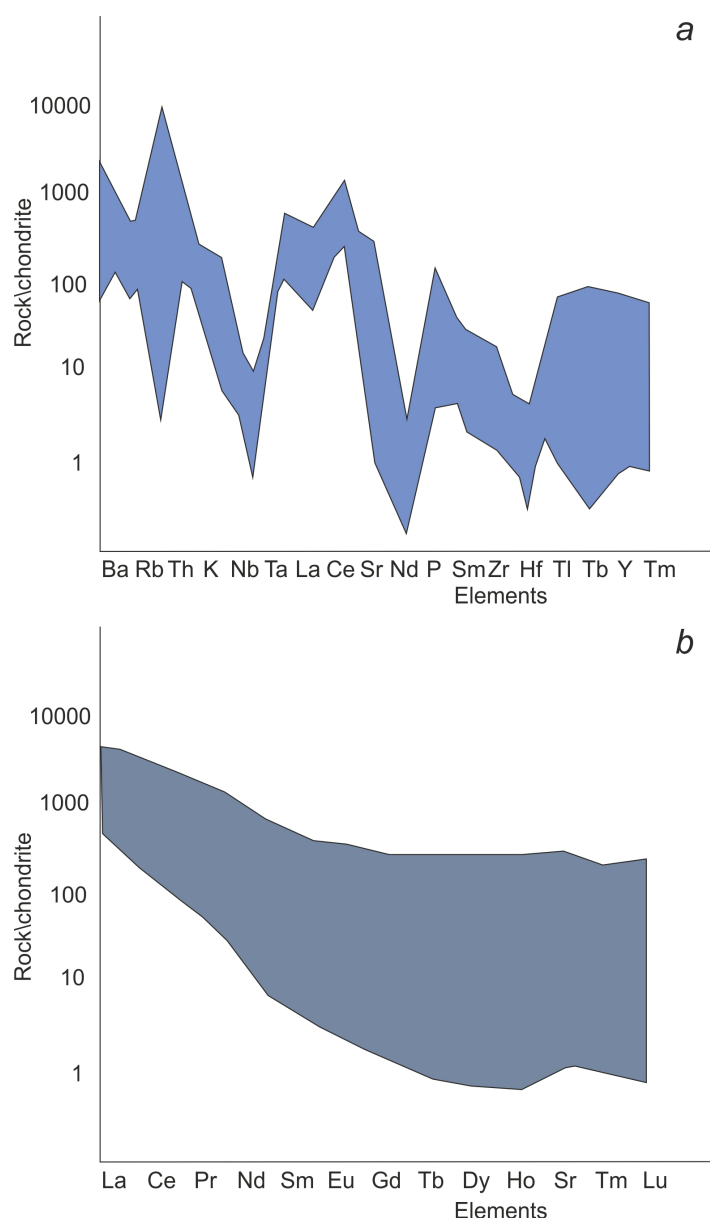 a
10000
1000
100
10
1
Rock\chondrite
Ba Rb Th K Nb Ta La Ce Sr Nd P Sm Zr Hf Tl Tb Y Tm
Elements
b
10000
1000
100
10
1
Rock\chondrite
La Ce Pr Nd Sm Eu Gd Tb Dy Ho Sr Tm Lu
Elements